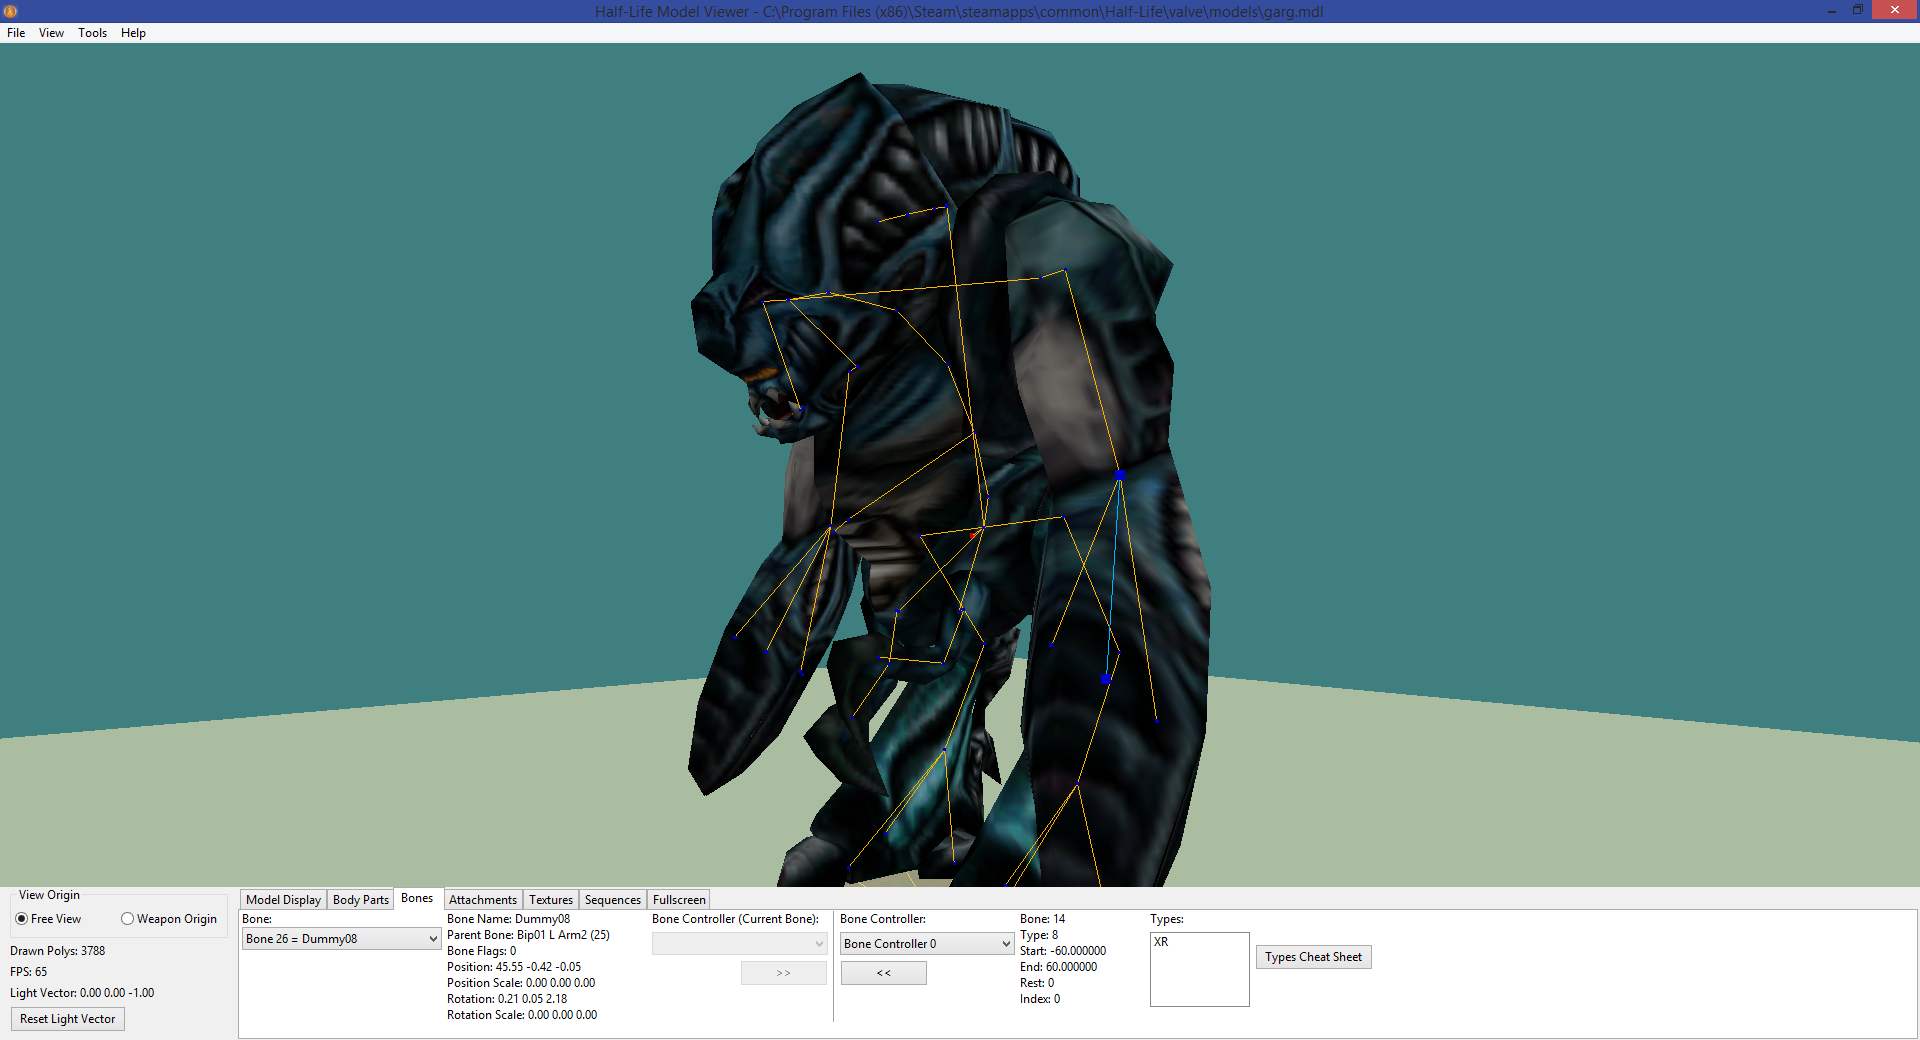 Half-Life Model Viewer - C:\Program Files (x86)\Steam\steamapps\common\Half-Life\valve\models\garg.mdl
File View Tools Help
View Origin
Free View Weapon Origin
Drawn Polys: 3788
FPS: 65
Light Vector: 0.00 0.00 -1.00
Reset Light Vector
Model Display Body Parts Bones Attachments Textures Sequences Fullscreen
Bone:
Bone 26 = Dummy08
Bone Name: Dummy08
Parent Bone: Bip01 L Arm2 (25)
Bone Flags: 0
Position: 45.55 -0.42 -0.05
Position Scale: 0.00 0.00 0.00
Rotation: 0.21 0.05 2.18
Rotation Scale: 0.00 0.00 0.00
Bone Controller (Current Bone):
>>
Bone Controller:
Bone Controller 0
<<
Bone: 14
Type: 8
Start: -60.000000
End: 60.000000
Rest: 0
Index: 0
Types:
XR
Types Cheat Sheet